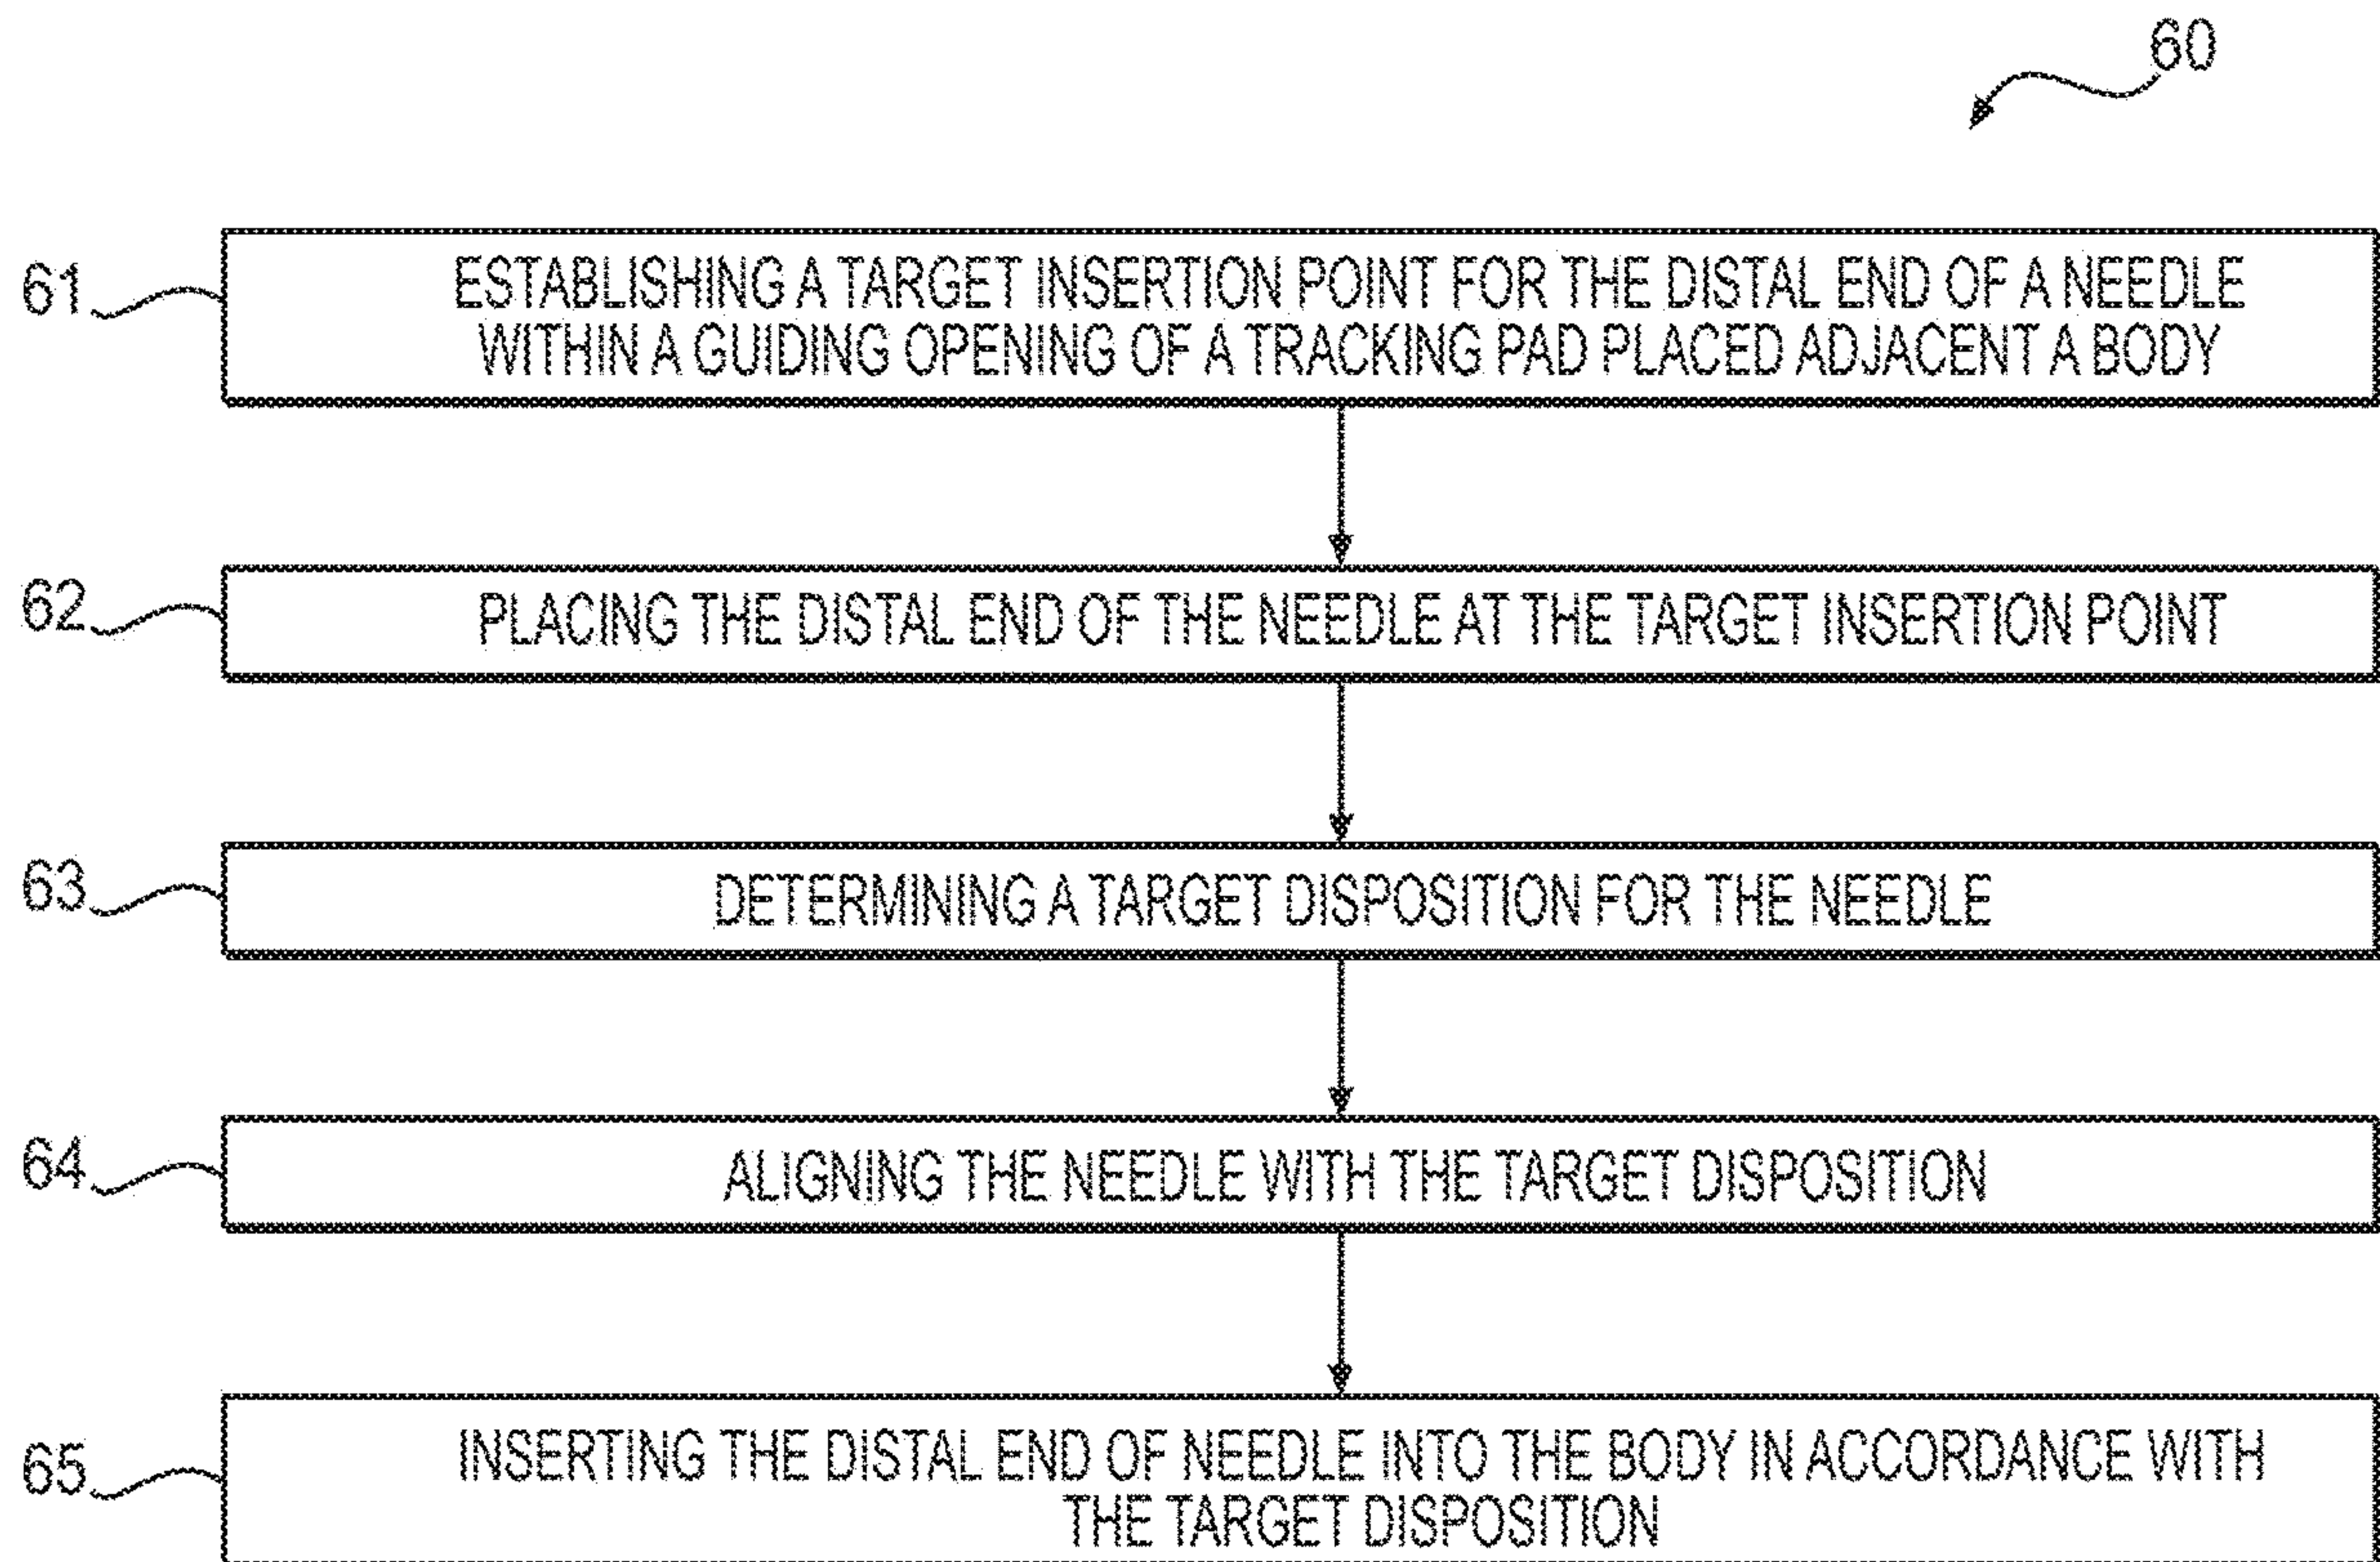 60
61
ESTABLISHING A TARGET INSERTION POINT FOR THE DISTAL END OF A NEEDLE
WITHIN A GUIDING OPENING OF A TRACKING PAD PLACED ADJACENT A BODY
62
PLACING THE DISTAL END OF THE NEEDLE AT THE TARGET INSERTION POINT
63
DETERMINING A TARGET DISPOSITION FOR THE NEEDLE
64
ALIGNING THE NEEDLE WITH THE TARGET DISPOSITION
65
INSERTING THE DISTAL END OF NEEDLE INTO THE BODY IN ACCORDANCE WITH
THE TARGET DISPOSITION